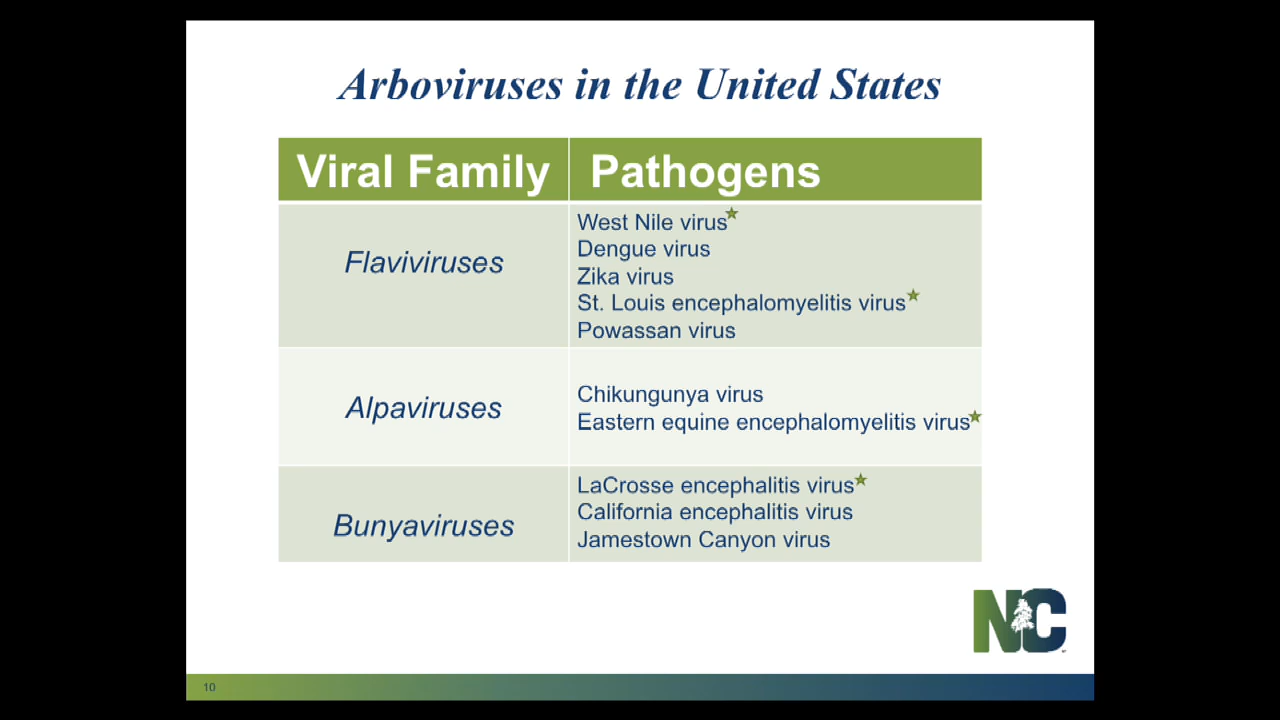 Arboviruses in the United States
Viral Family
Pathogens
Flaviviruses
West Nile virus
Dengue virus
Zika virus
St. Louis encephalomyelitis virus
Powassan virus
Alpaviruses
Chikungunya virus
Eastern equine encephalomyelitis virus
Bunyaviruses
LaCrosse encephalitis virus
California encephalitis virus
Jamestown Canyon virus
NC
10